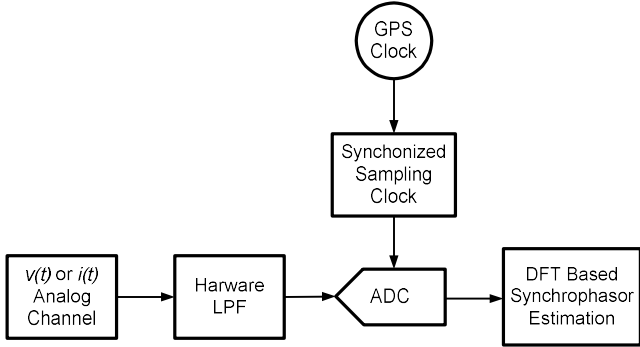 GPS
Clock
Synchonized
Sampling
Clock
v(t) or i(t)
Analog
Channel
Harware
LPF
ADC
DFT Based
Synchrophasor
Estimation